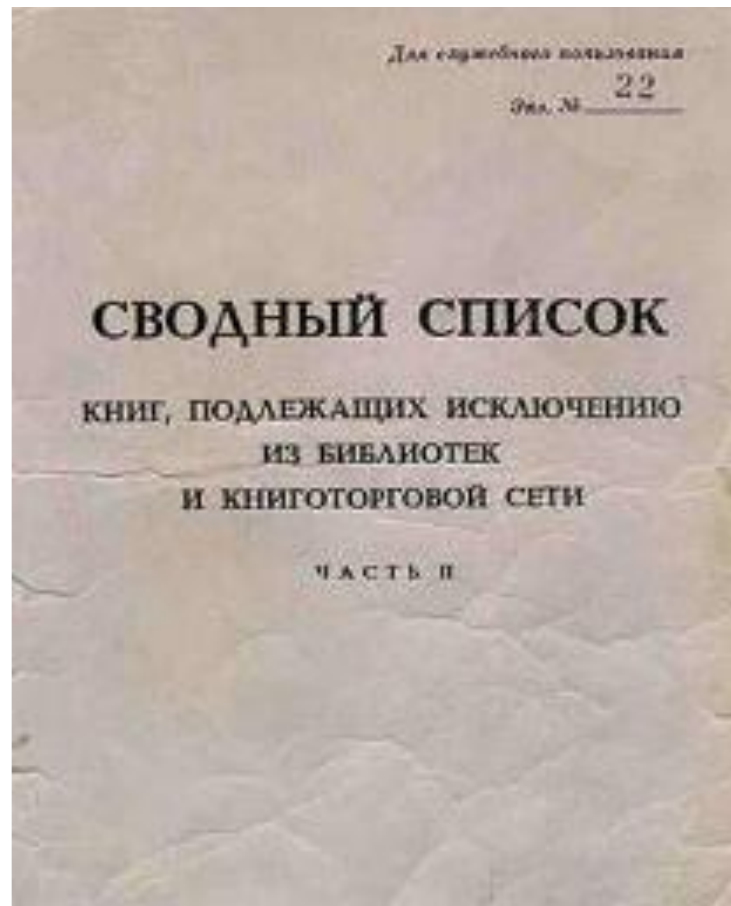 Для служебного пользования
Экз. № 22
СВОДНЫЙ СПИСОК
КНИГ, ПОДЛЕЖАЩИХ ИСКЛЮЧЕНИЮ
ИЗ БИБЛИОТЕК
И КНИГОТОРГОВОЙ СЕТИ
ЧАСТЬ II